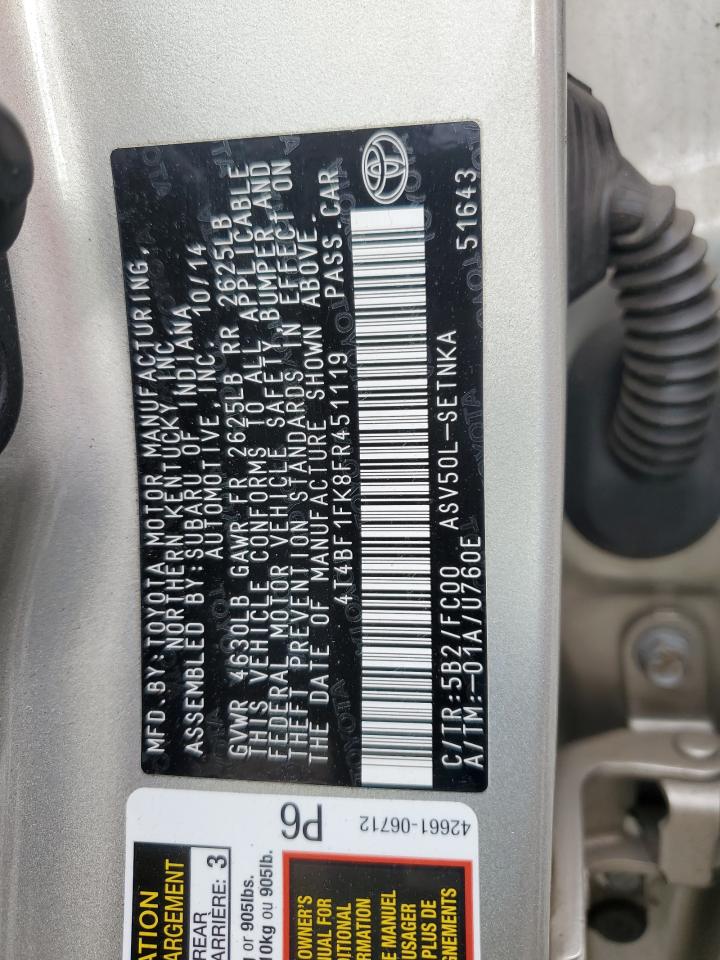 MFD. BY: TOYOTA MOTOR MANUFACTURING,
NORTHERN KENTUCKY INC
ASSEMBLED BY: SUBARU OF INDIANA
AUTOMOTIVE, INC. 10/14
GVWR 4630LB GAWR FR 2625LB RR 2625LB
THIS VEHICLE CONFORMS TO ALL APPLICABLE
FEDERAL MOTOR VEHICLE SAFETY, BUMPER AND
THEFT PREVENTION STANDARDS IN EFFECT ON
THE DATE OF MANUFACTURE SHOWN ABOVE.
4T4BF1FK8FR451119 PASS. CAR
C/TR:5B2/FC00 ASV50L-SETNKA 51643
A/TM:-01A/U760E
P6
42661-06712
ATION
ARGEMENT
REAR
ARRIÈRE: 3
or 905lbs.
10kg ou 905lb.
OWNER'S
NUAL FOR
ITIONAL
RMATION
LE MANUEL
USAGER
PLUS DE
GNEMENTS